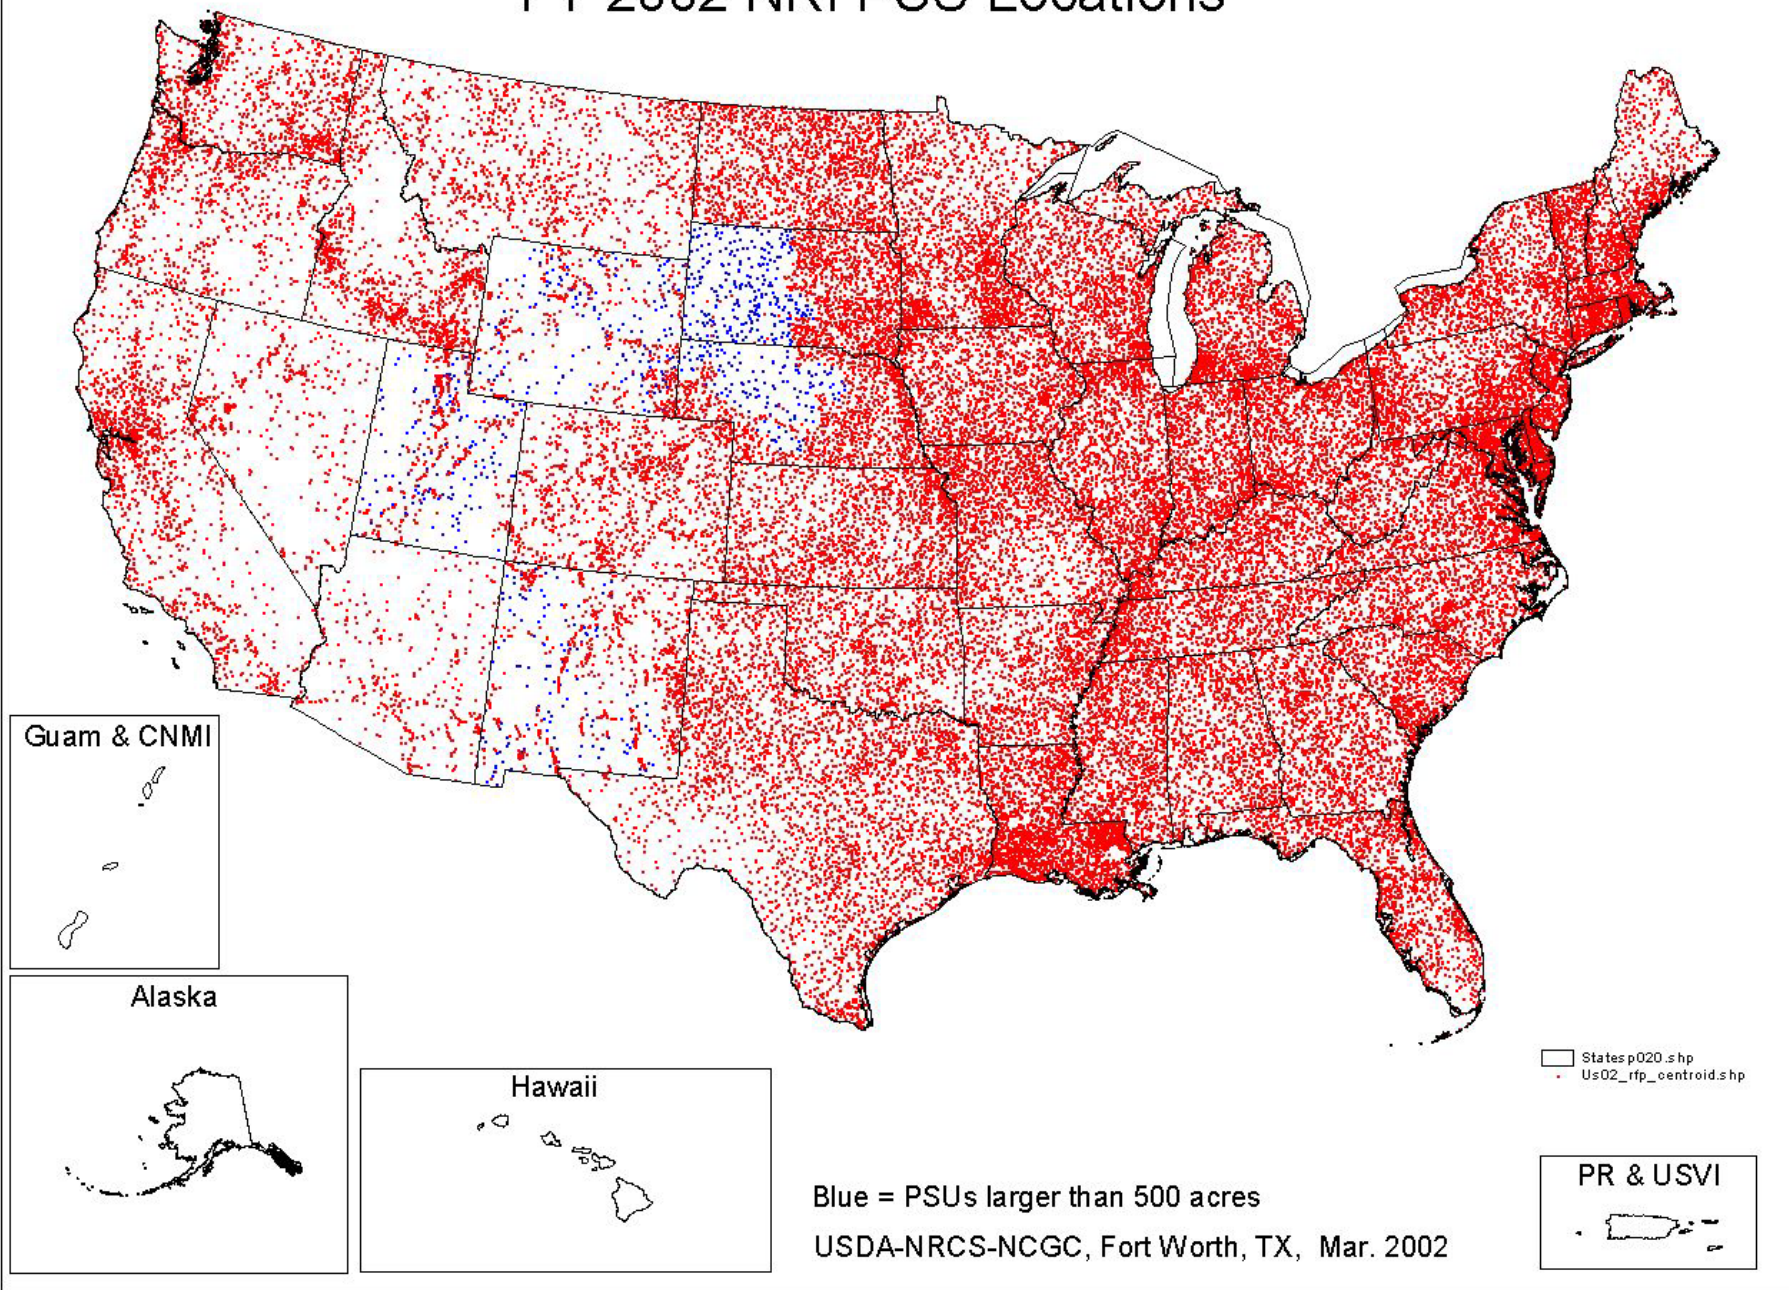 Locations
Guam & CNMI
Alaska
Hawaii
Statesp020.shp
Us02_rfp_centroid.shp
PR & USVI
Blue = PSUs larger than 500 acres
USDA-NRCS-NCGC, Fort Worth, TX, Mar. 2002